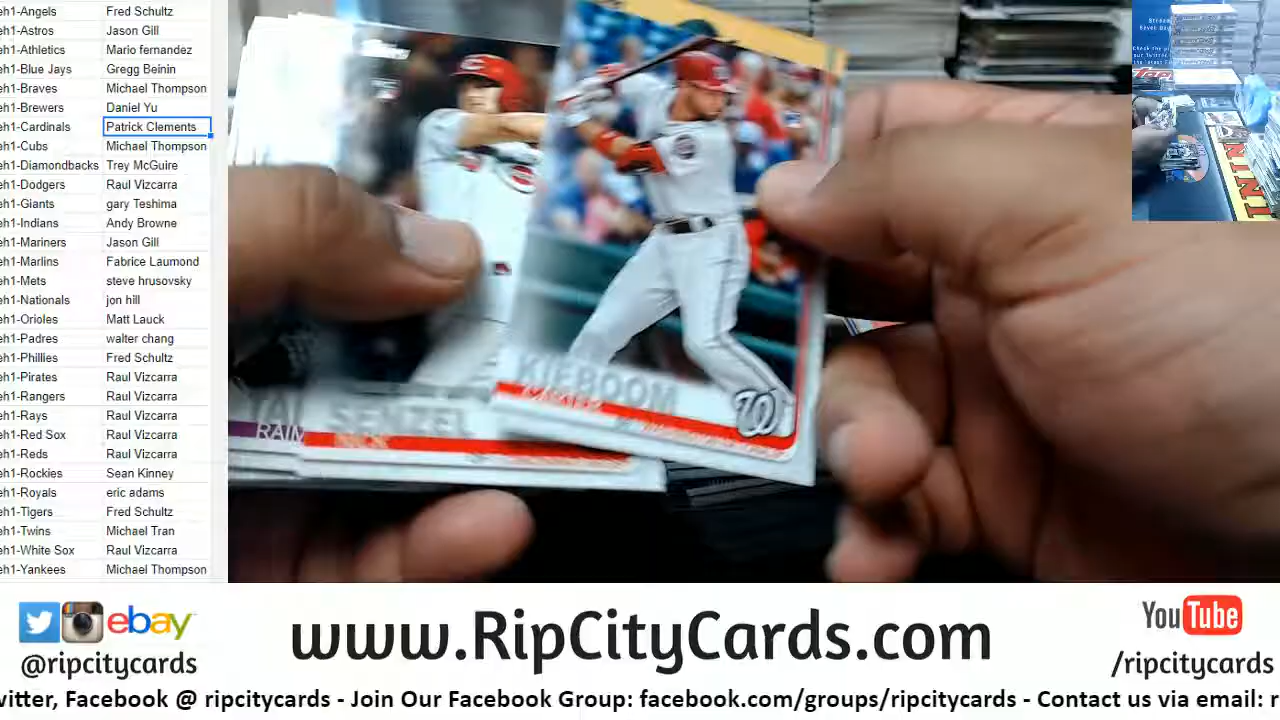 eh1-Angels Fred Schultz
eh1-Astros Jason Gill
eh1-Athletics Mario fernandez
eh1-Blue Jays Gregg Beinin
eh1-Braves Michael Thompson
eh1-Brewers Daniel Yu
eh1-Cardinals Patrick Clements
eh1-Cubs Michael Thompson
eh1-Diamondbacks Trey McGuire
eh1-Dodgers Raul Vizcarra
eh1-Giants gary Teshima
eh1-Indians Andy Browne
eh1-Mariners Jason Gill
eh1-Marlins Fabrice Laumond
eh1-Mets steve hrusovsky
eh1-Nationals jon hill
eh1-Orioles Matt Lauck
eh1-Padres walter chang
eh1-Phillies Fred Schultz
eh1-Pirates Raul Vizcarra
eh1-Rangers Raul Vizcarra
eh1-Rays Raul Vizcarra
eh1-Red Sox Raul Vizcarra
eh1-Reds Raul Vizcarra
eh1-Rockies Sean Kinney
eh1-Royals eric adams
eh1-Tigers Fred Schultz
eh1-Twins Michael Tran
eh1-White Sox Raul Vizcarra
eh1-Yankees Michael Thompson
KIEBOOM
CARTER
W
SENZEL
NICK
TAI
RAIM
ebay
@ripcitycards
www.RipCityCards.com
YouTube
/ripcitycards
witter, Facebook @ ripcitycards - Join Our Facebook Group: facebook.com/groups/ripcitycards - Contact us via email: r